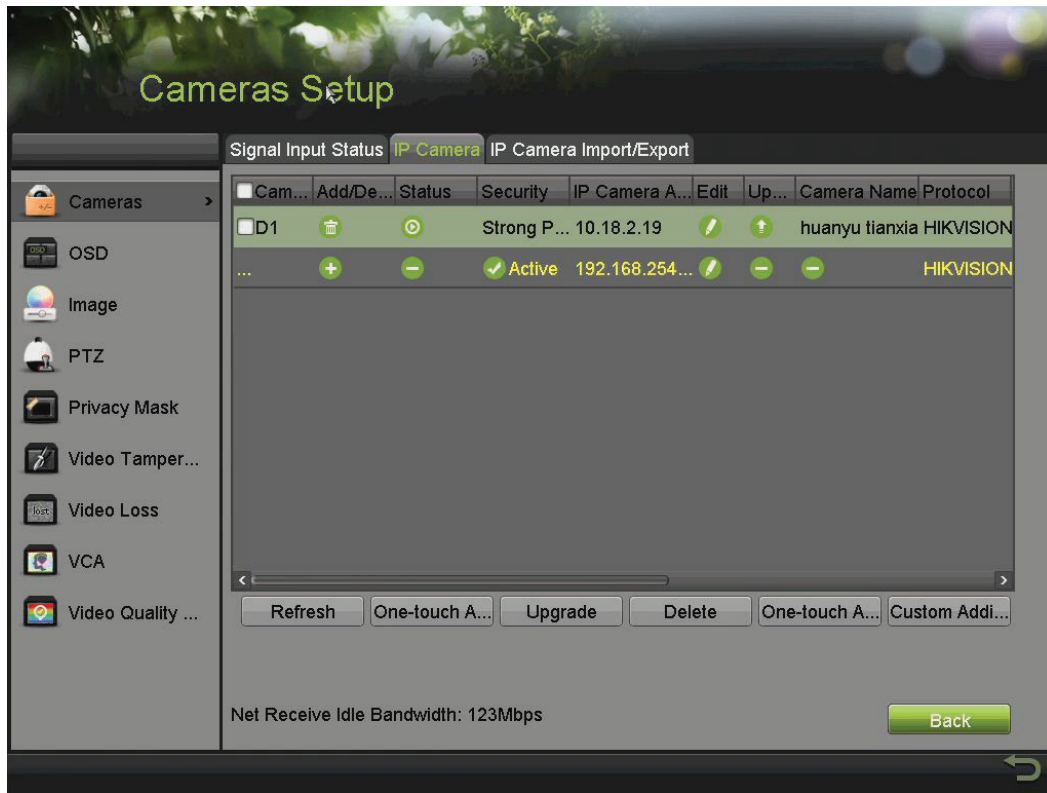 Cameras Setup
Signal Input Status IP Camera IP Camera Import/Export
Cam... Add/De... Status Security IP Camera A... Edit Up... Camera Name Protocol
D1 Strong P... 10.18.2.19 huanyu tianxia HIKVISION
... Active 192.168.254... HIKVISION
Cameras
OSD
OSD
Image
PTZ
Privacy Mask
Video Tamper...
lost
Video Loss
VCA
Video Quality ...
Refresh One-touch A... Upgrade Delete One-touch A... Custom Addi...
Net Receive Idle Bandwidth: 123Mbps
Back